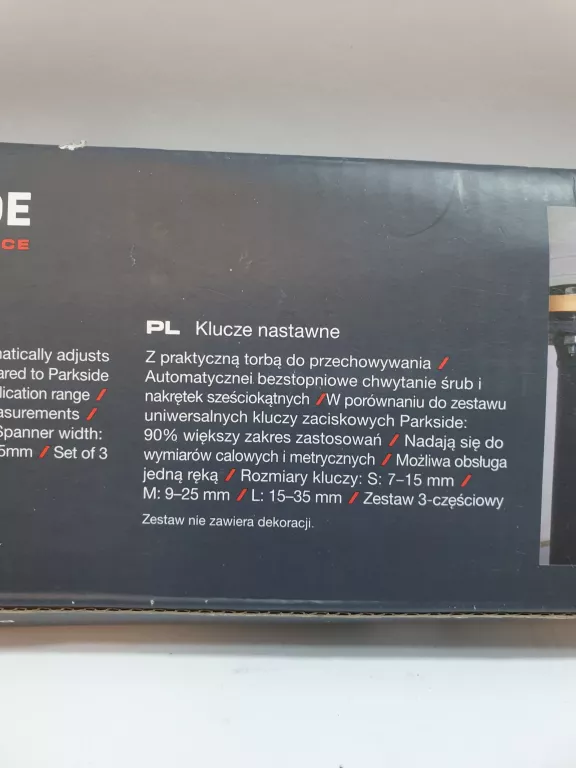 DE
CE
matically adjusts
ared to Parkside
lication range /
asurements /
Spanner width:
5mm / Set of 3
PL Klucze nastawne
Z praktyczną torbą do przechowywania /
Automatycznei bezstopniowe chwytanie śrub i
nakrętek sześciokątnych / W porównaniu do zestawu
uniwersalnych kluczy zaciskowych Parkside:
90% większy zakres zastosowań / Nadają się do
wymiarów calowych i metrycznych / Możliwa obsługa
jedną ręką / Rozmiary kluczy: S: 7–15 mm /
M: 9–25 mm / L: 15–35 mm / Zestaw 3-częściowy
Zestaw nie zawiera dekoracji.